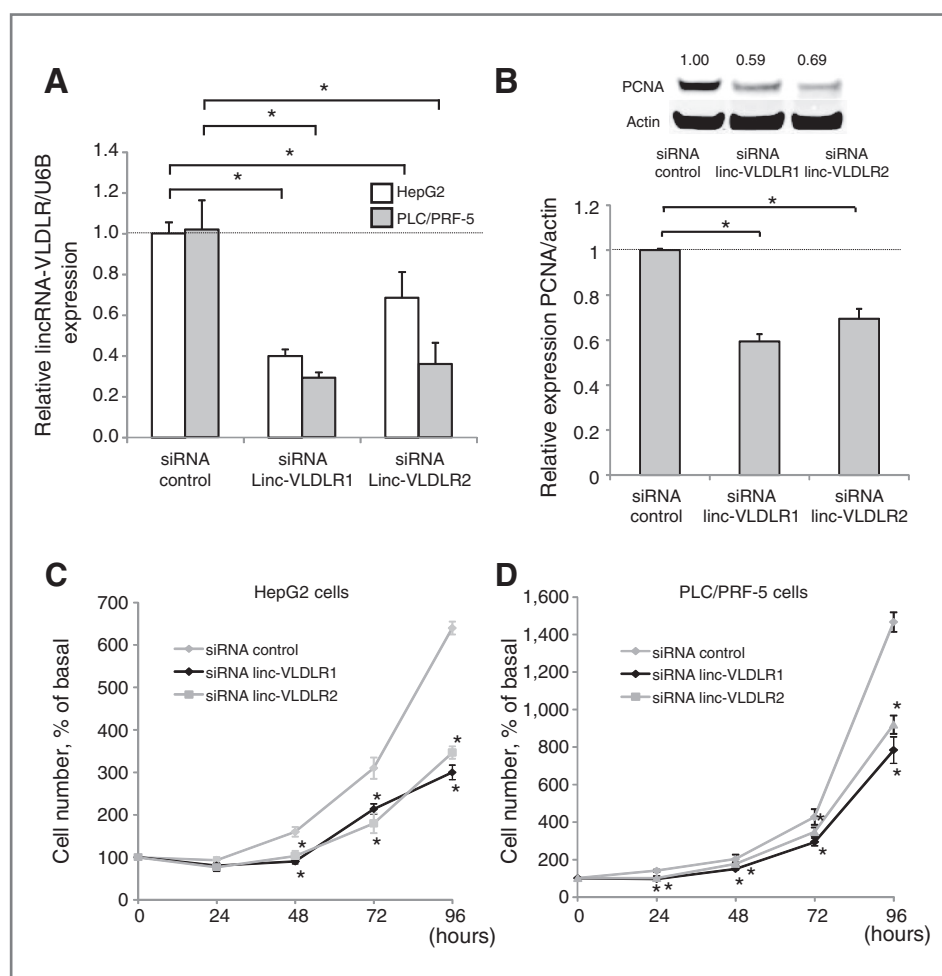 A
*
*
*
*
Relative lincRNA-VLDLR/U6B
expression
1.4
1.2
1.0
0.8
0.6
0.4
0.2
0.0
HepG2
PLC/PRF-5
siRNA
control
siRNA
Linc-VLDLR1
siRNA
Linc-VLDLR2
B
1.00 0.59 0.69
PCNA
Actin
siRNA
control
siRNA
linc-VLDLR1
siRNA
linc-VLDLR2
*
*
Relative expression PCNA/actin
1.2
1
0.8
0.6
0.4
0.2
0
siRNA
control
siRNA
linc-VLDLR1
siRNA
linc-VLDLR2
C
HepG2 cells
Cell number, % of basal
700
600
500
400
300
200
100
0
siRNA control
siRNA linc-VLDLR1
siRNA linc-VLDLR2
*
*
*
*
*
*
0 24 48 72 96
(hours)
D
PLC/PRF-5 cells
Cell number, % of basal
1,600
1,400
1,200
1,000
800
600
400
200
0
siRNA control
siRNA linc-VLDLR1
siRNA linc-VLDLR2
*
*
*
*
* *
* *
0 24 48 72 96
(hours)